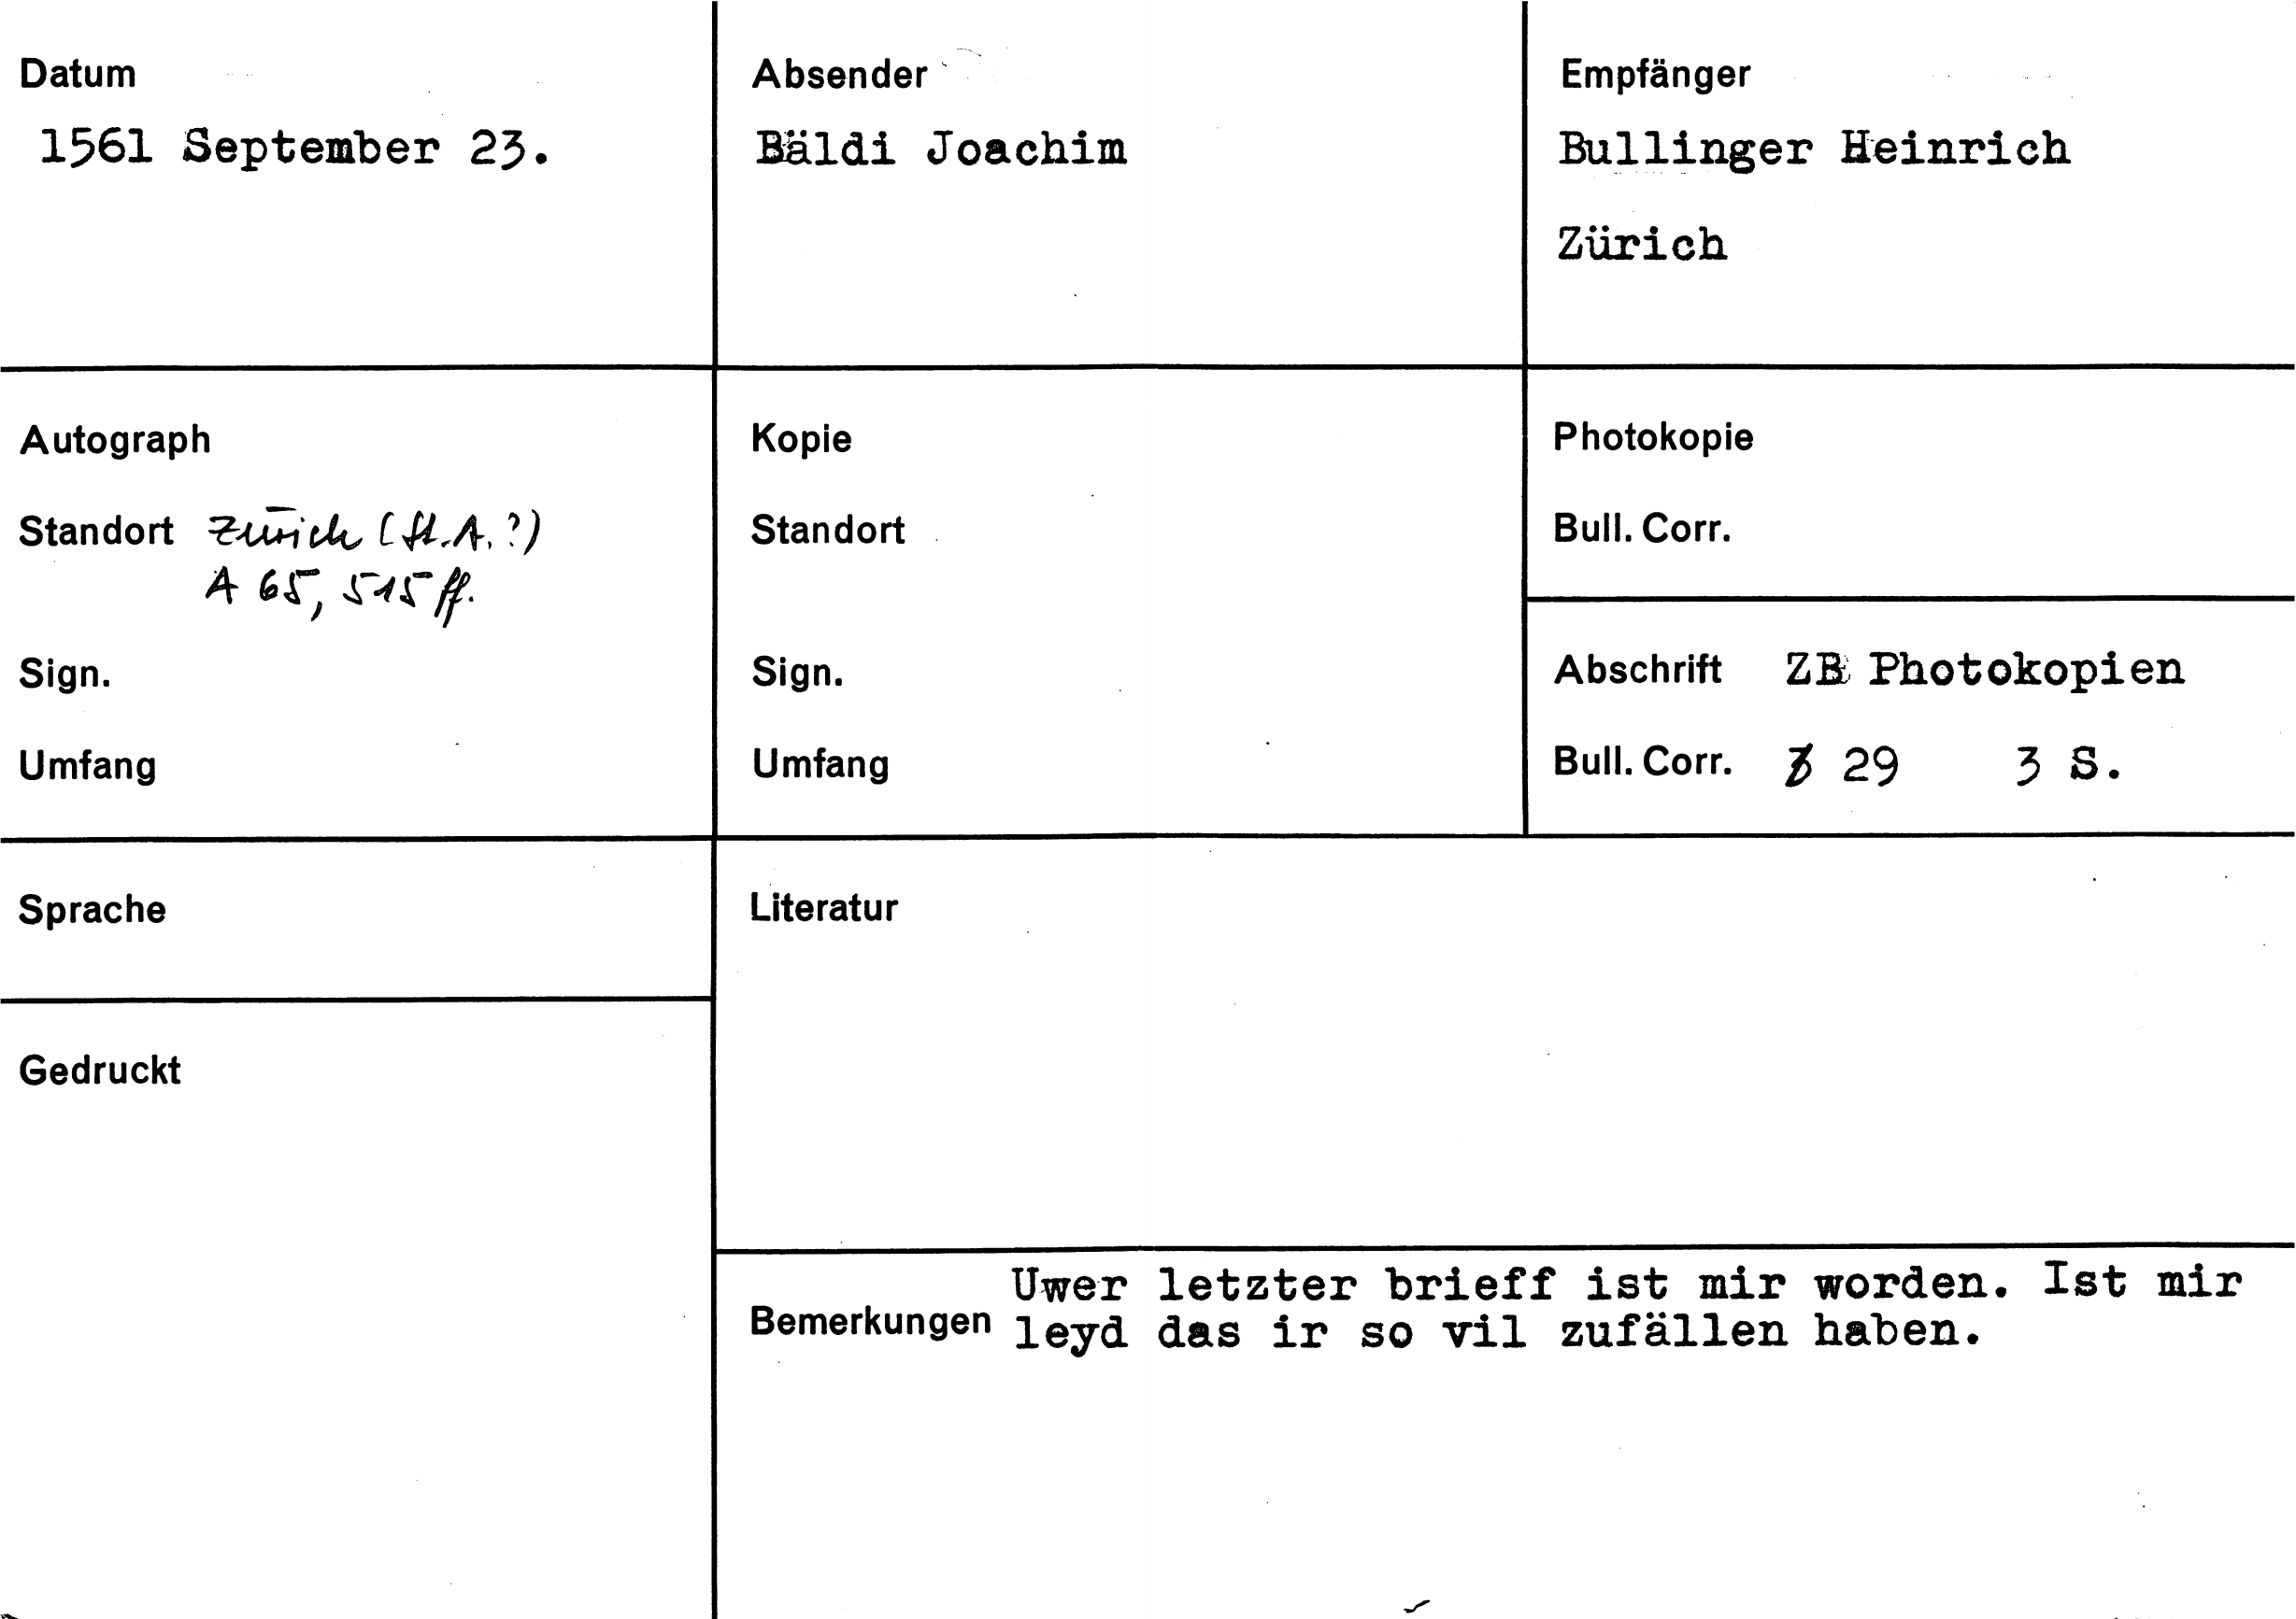 Datum
1561 September 23.
Absender
Bäldi Joachim
Empfänger
Bullinger Heinrich
Zürich
Autograph
Standort Zürich (St.A.?)
A 65, 515 ff.
Sign.
Umfang
Kopie
Standort
Sign.
Umfang
Photokopie
Bull. Corr.
Abschrift ZB Photokopien
Bull. Corr. 29 3 S.
Sprache
Gedruckt
Literatur
Bemerkungen
Uwer letzter brieff ist mir worden. Ist mir
leyd das ir so vil zufällen haben.